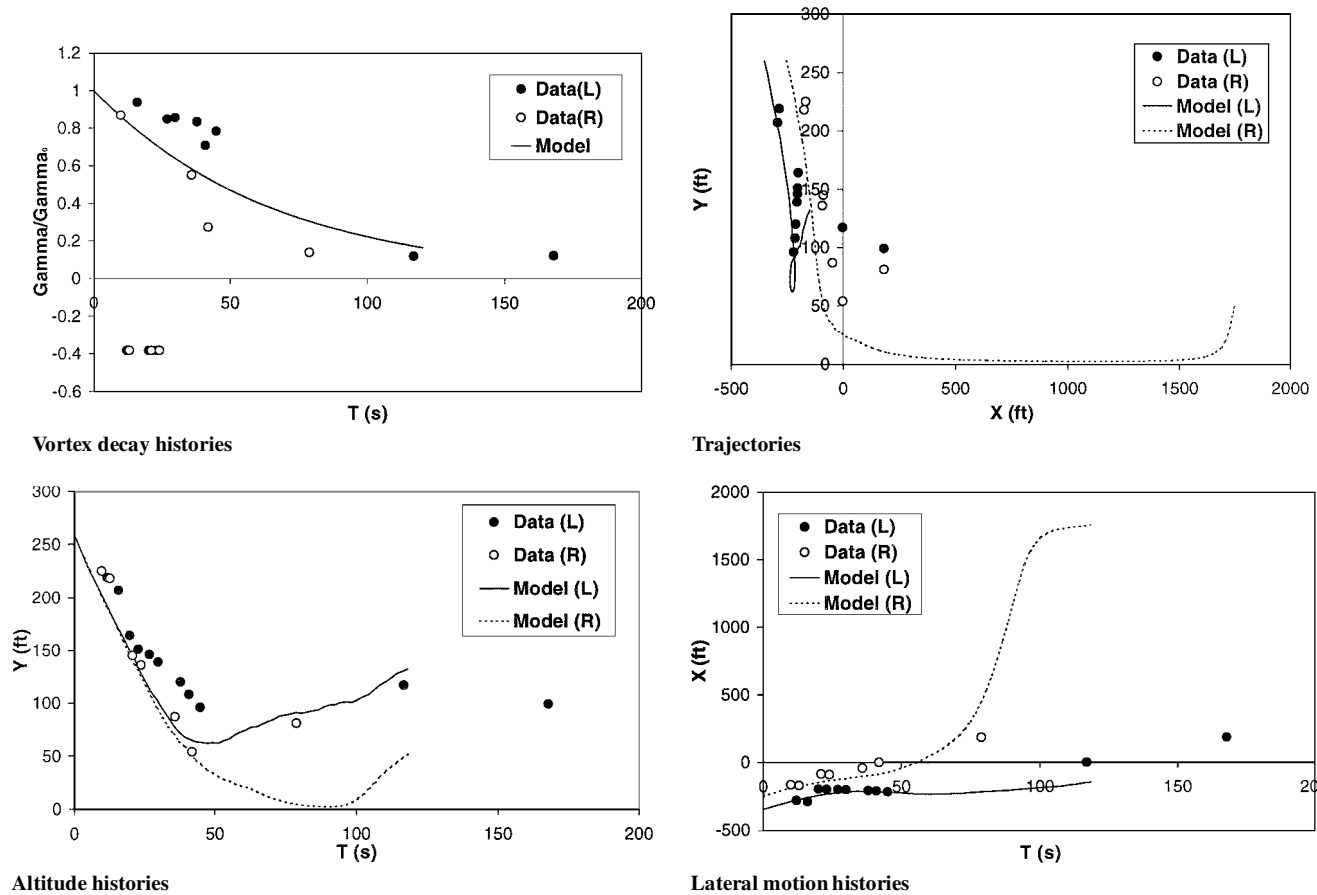 1.2
1
0.8
0.6
0.4
0.2
0
-0.2
-0.4
-0.6
Gamma/Gamma₀
0 50 100 150 200
T (s)
Data(L)
Data(R)
Model
Vortex decay histories
300
250
200
150
100
50
0
Y (ft)
-500 0 500 1000 1500 2000
X (ft)
Data (L)
Data (R)
Model (L)
Model (R)
Trajectories
300
250
200
150
100
50
0
Y (ft)
0 50 100 150 200
T (s)
Data (L)
Data (R)
Model (L)
Model (R)
Altitude histories
2000
1500
1000
500
0
-500
X (ft)
0 50 100 150 200
T (s)
Data (L)
Data (R)
Model (L)
Model (R)
Lateral motion histories